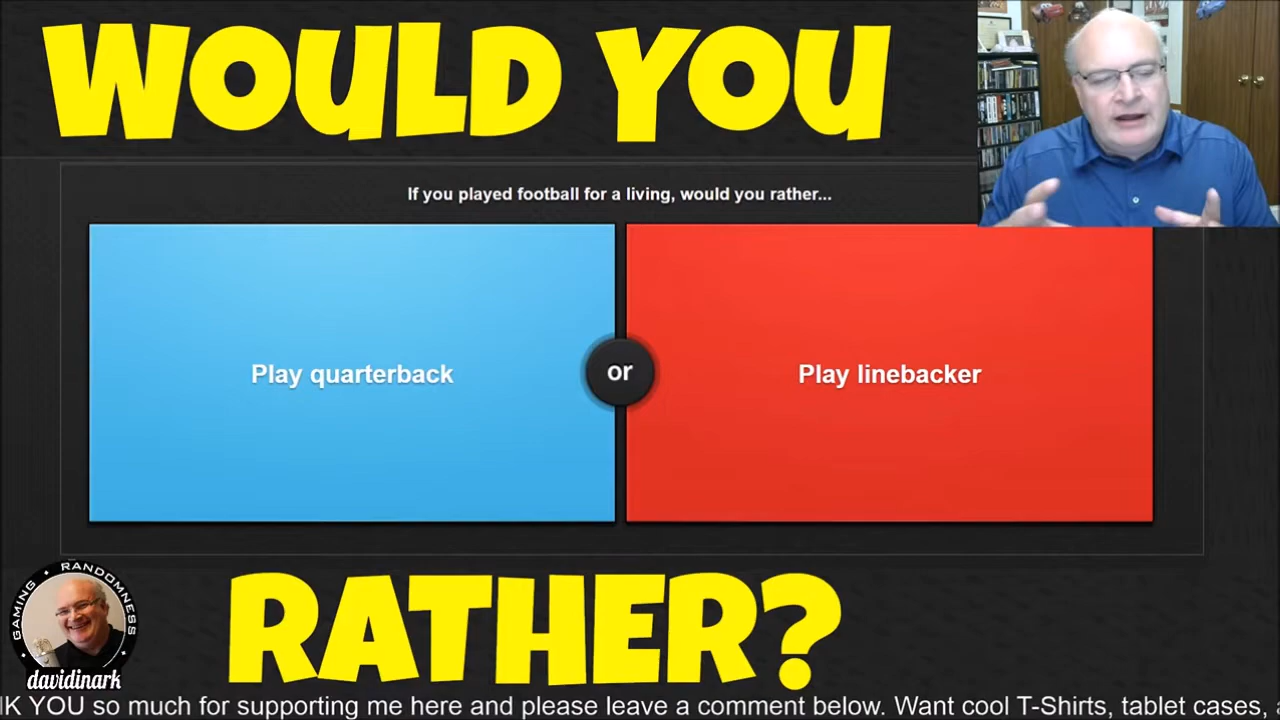 WOULD YOU
If you played football for a living, would you rather...
Play quarterback
or
Play linebacker
GAMING • RANDOMNESS
davidinark
RATHER?
K YOU so much for supporting me here and please leave a comment below. Want cool T-Shirts, tablet cases,